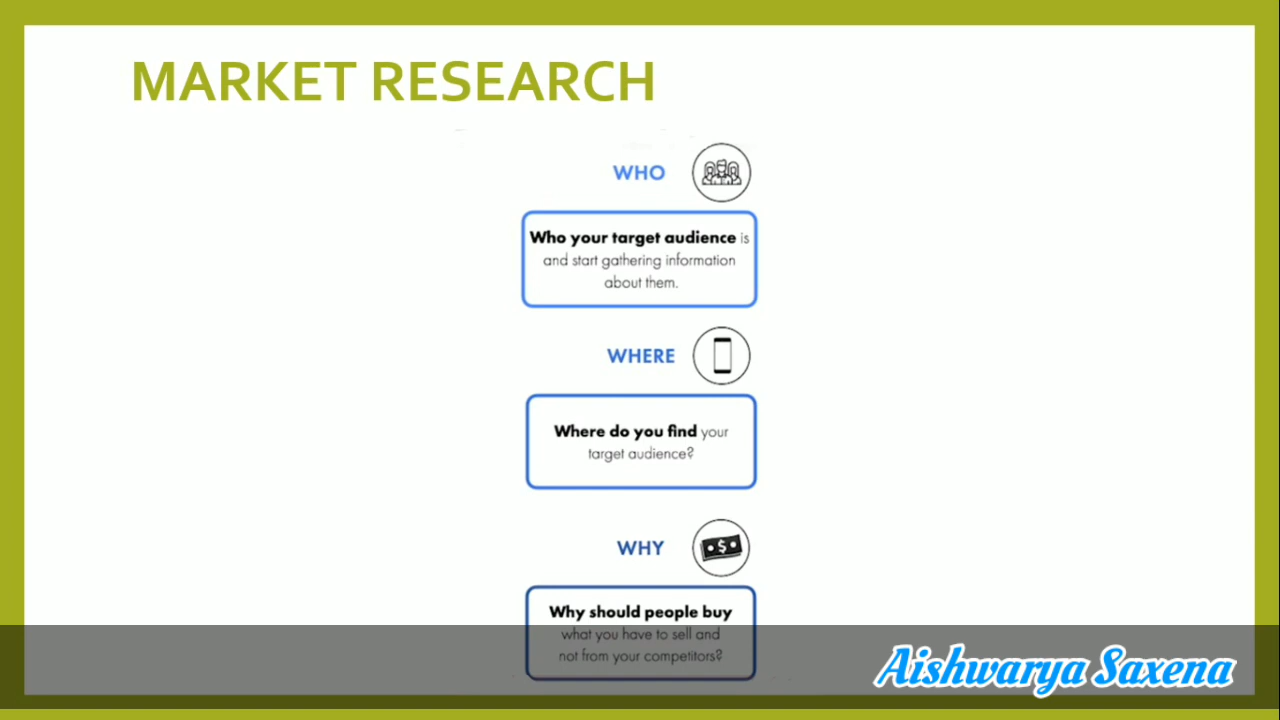 MARKET RESEARCH
WHO
Who your target audience is
and start gathering information
about them.
WHERE
Where do you find your
target audience?
WHY
Why should people buy
what you have to sell and
not from your competitors?
Aishwarya Saxena